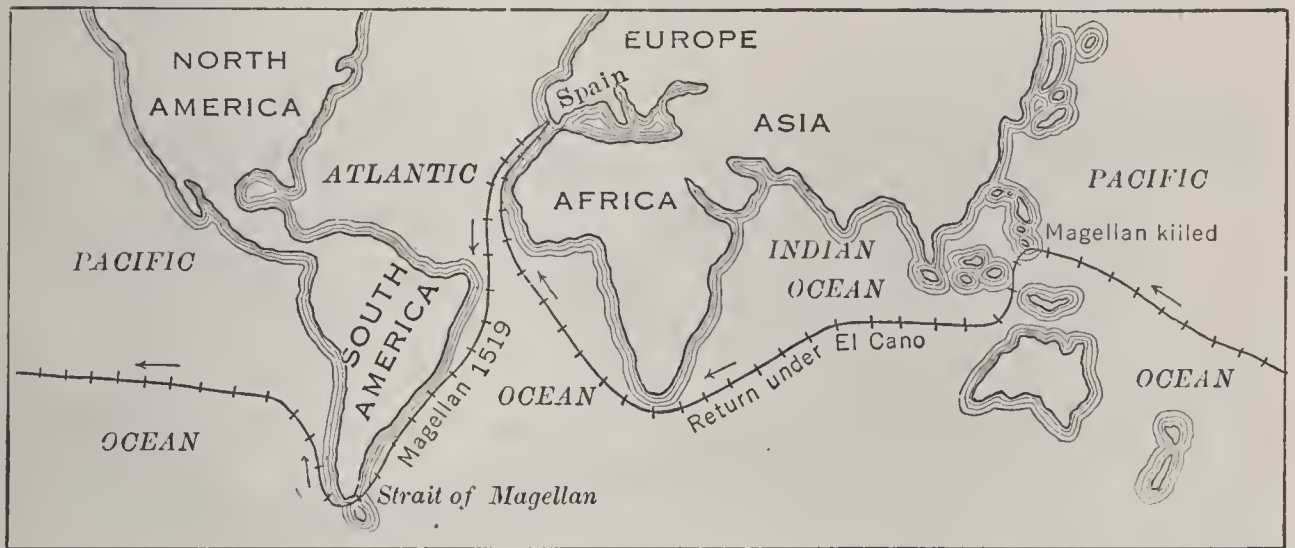 NORTH
AMERICA
EUROPE
Spain
ASIA
ATLANTIC
AFRICA
PACIFIC
Magellan killed
PACIFIC
INDIAN
OCEAN
SOUTH
AMERICA
Magellan 1519
El Cano
Return under
OCEAN
OCEAN
OCEAN
Strait of Magellan